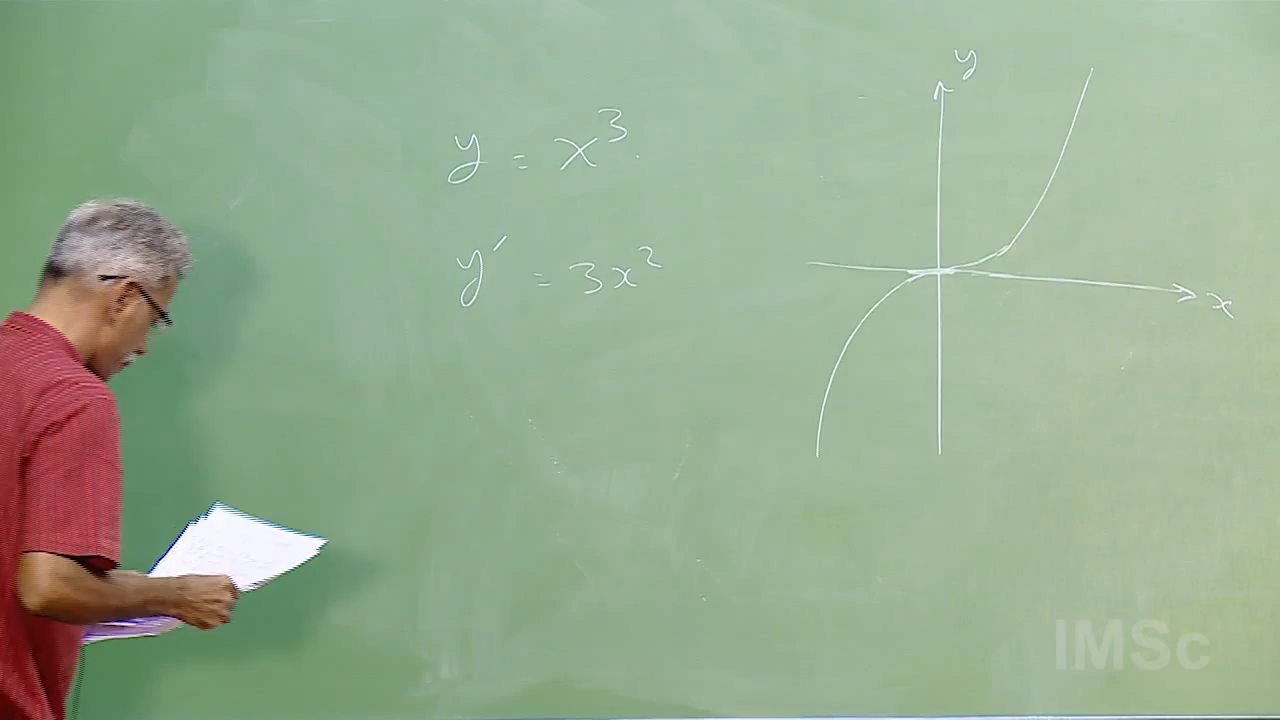 y = x³.
y′ = 3x²
y
x
IMSc